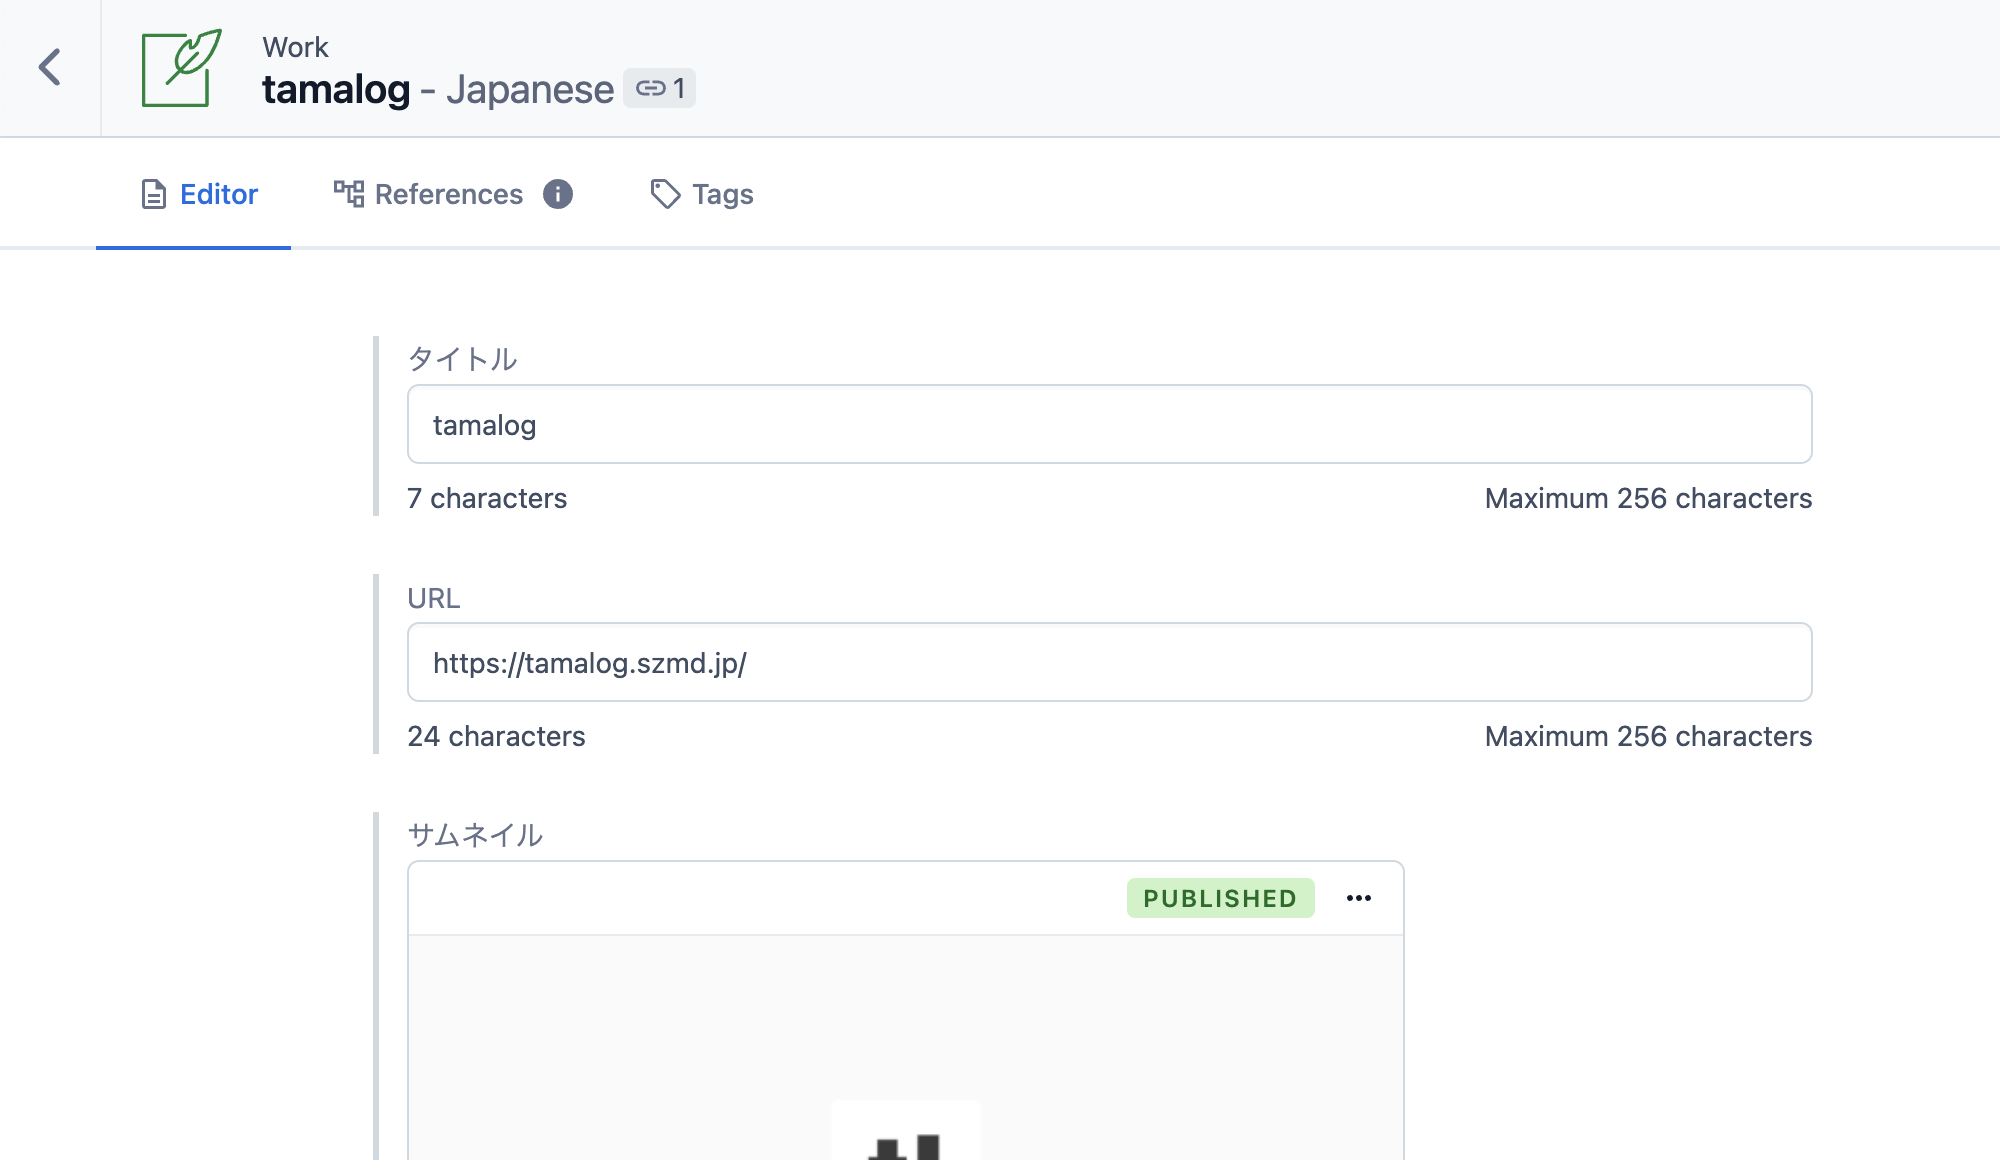 Work
tamalog - Japanese 1
Editor References Tags
タイトル
tamalog
7 characters Maximum 256 characters
URL
https://tamalog.szmd.jp/
24 characters Maximum 256 characters
サムネイル
PUBLISHED